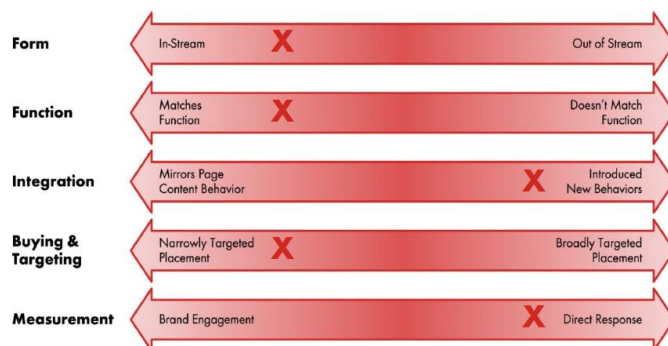 Form
In-Stream
X
Out of Stream
Function
Matches
Function
X
Doesn't Match
Function
Integration
Mirrors Page
Content Behavior
X
Introduced
New Behaviors
Buying &
Targeting
Narrowly Targeted
Placement
X
Broadly Targeted
Placement
Measurement
Brand Engagement
X
Direct Response